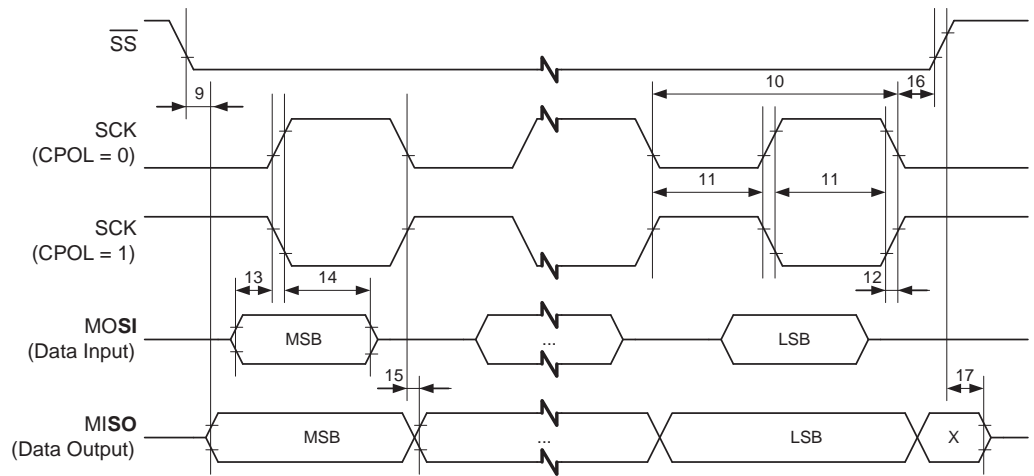 SS
10
16
9
SCK
(CPOL = 0)
11
11
SCK
(CPOL = 1)
13
14
12
MOSI
(Data Input)
MSB
...
LSB
15
17
MISO
(Data Output)
MSB
...
LSB
X